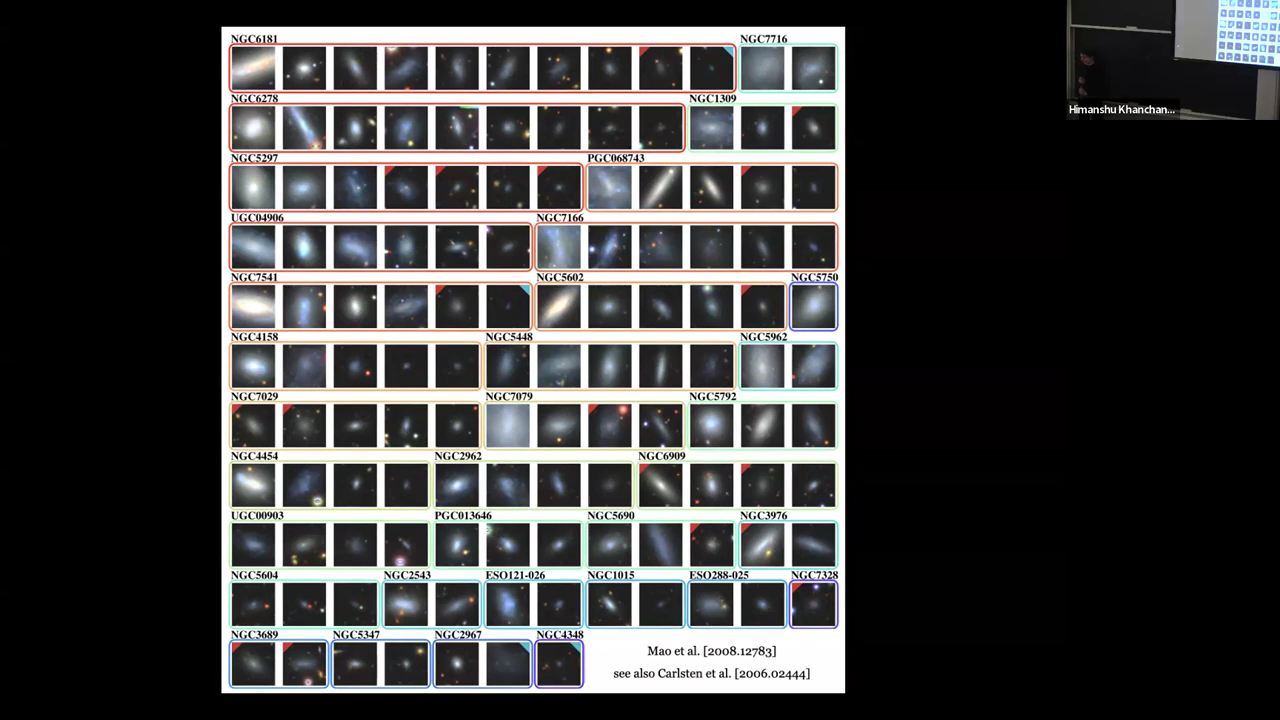 NGC6181 NGC7716
Himanshu Khanchan...
NGC6278 NGC1309
NGC5297 PGC068743
UGC04906 NGC7166
NGC7541 NGC5602 NGC5750
NGC4158 NGC5448 NGC5962
NGC7029 NGC7079 NGC5792
NGC4454 NGC2962 NGC6909
UGC00903 PGC013646 NGC5690 NGC3976
NGC5604 NGC2543 ESO121-026 NGC1015 ESO288-025 NGC7328
NGC3689 NGC5347 NGC2967 NGC4348
Mao et al. [2008.12783]
see also Carlsten et al. [2006.02444]